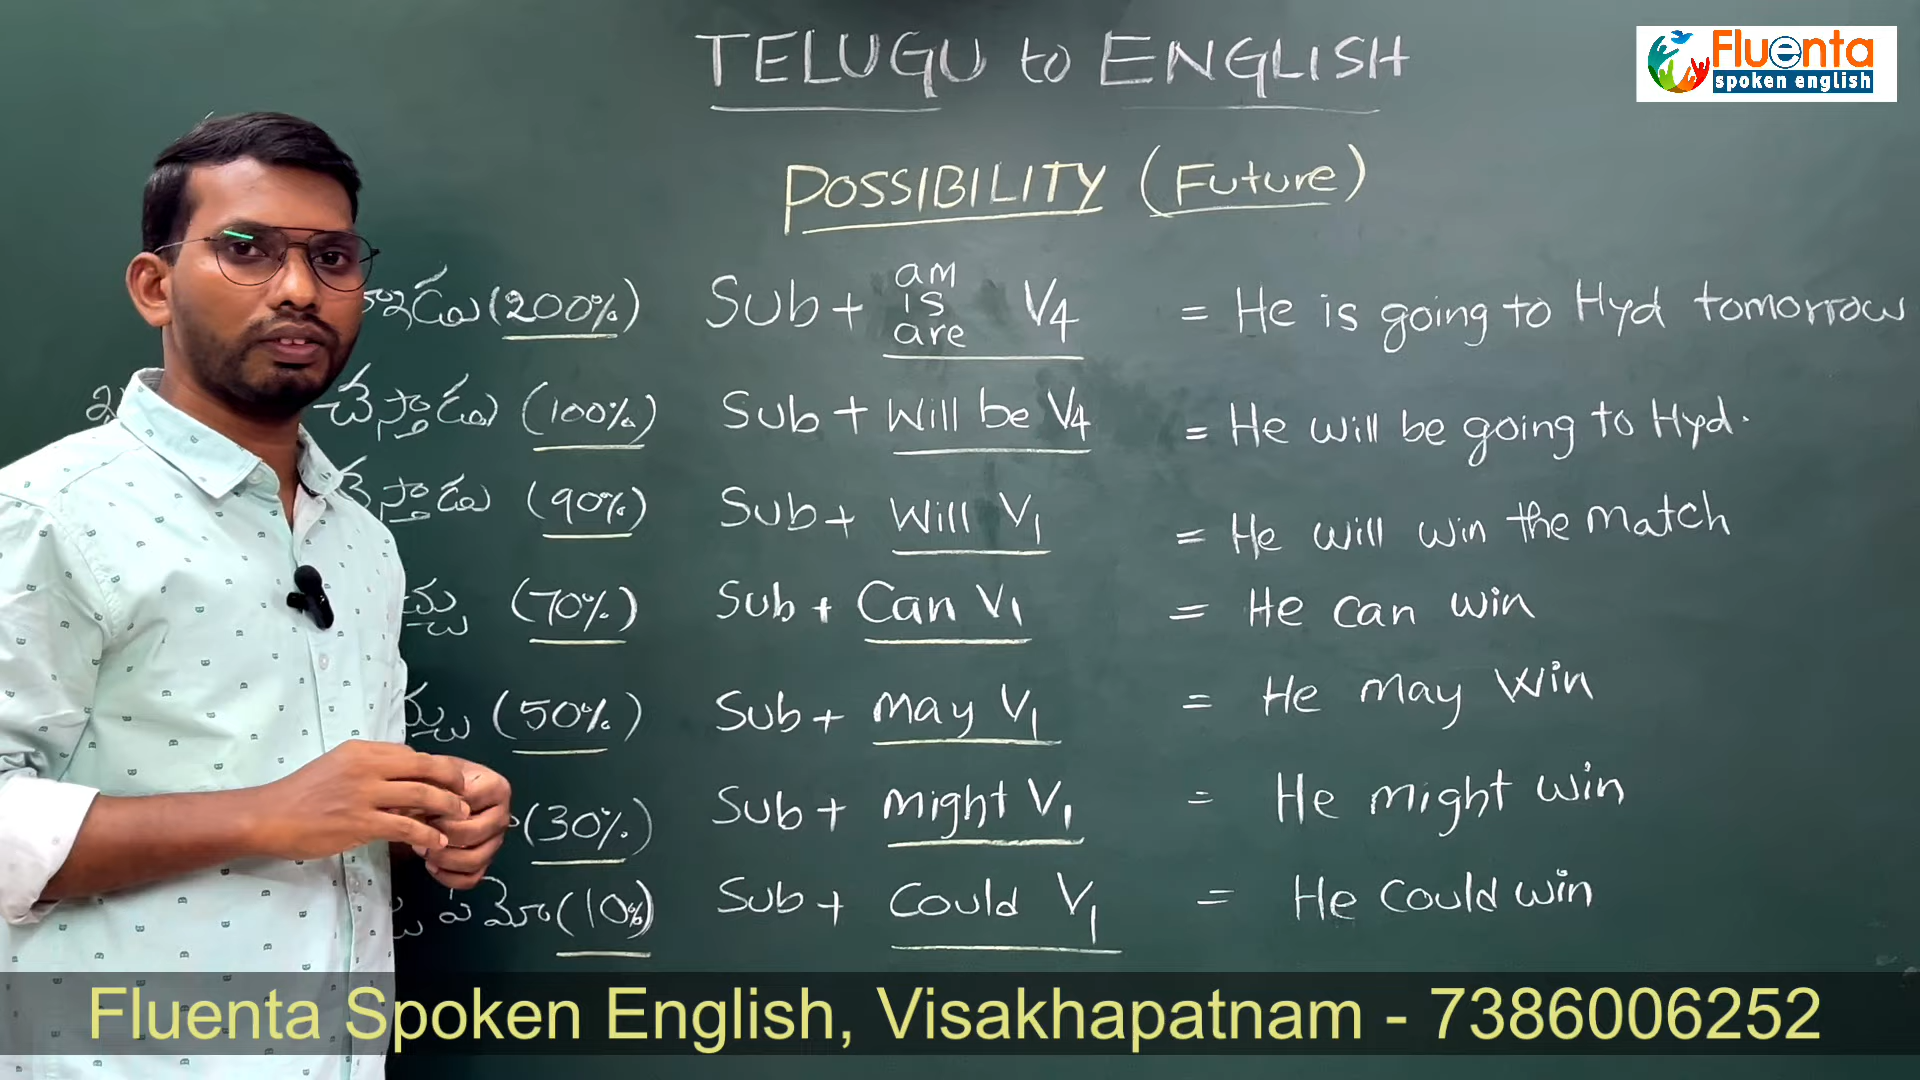 TELUGU to ENGLISH
Fluenta
spoken english
POSSIBILITY (Future)
(200%) Sub + am is are V4 = He is going to Hyd tomorrow
చేస్తాడు (100%) Sub + will be V4 = He will be going to Hyd.
చేస్తాడు (90%) Sub + will V1 = He will win the match
(70%) Sub + Can V1 = He can win
(50%) Sub + may V1 = He may win
(30%) Sub + might V1 = He might win
(10%) Sub + Could V1 = He could win
Fluenta Spoken English, Visakhapatnam - 7386006252